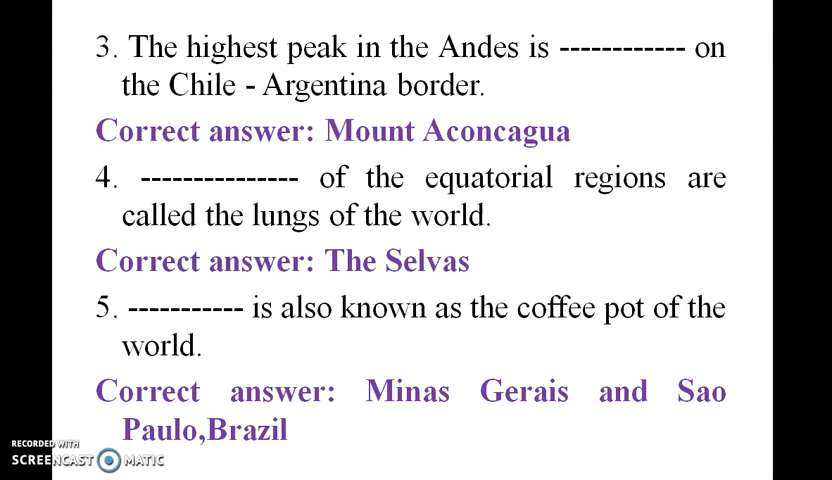 3. The highest peak in the Andes is ------------ on
the Chile - Argentina border.
Correct answer: Mount Aconcagua
4. --------------- of the equatorial regions are
called the lungs of the world.
Correct answer: The Selvas
5. ----------- is also known as the coffee pot of the
world.
Correct answer: Minas Gerais and Sao
Paulo,Brazil
RECORDED WITH
SCREENCAST MATIC